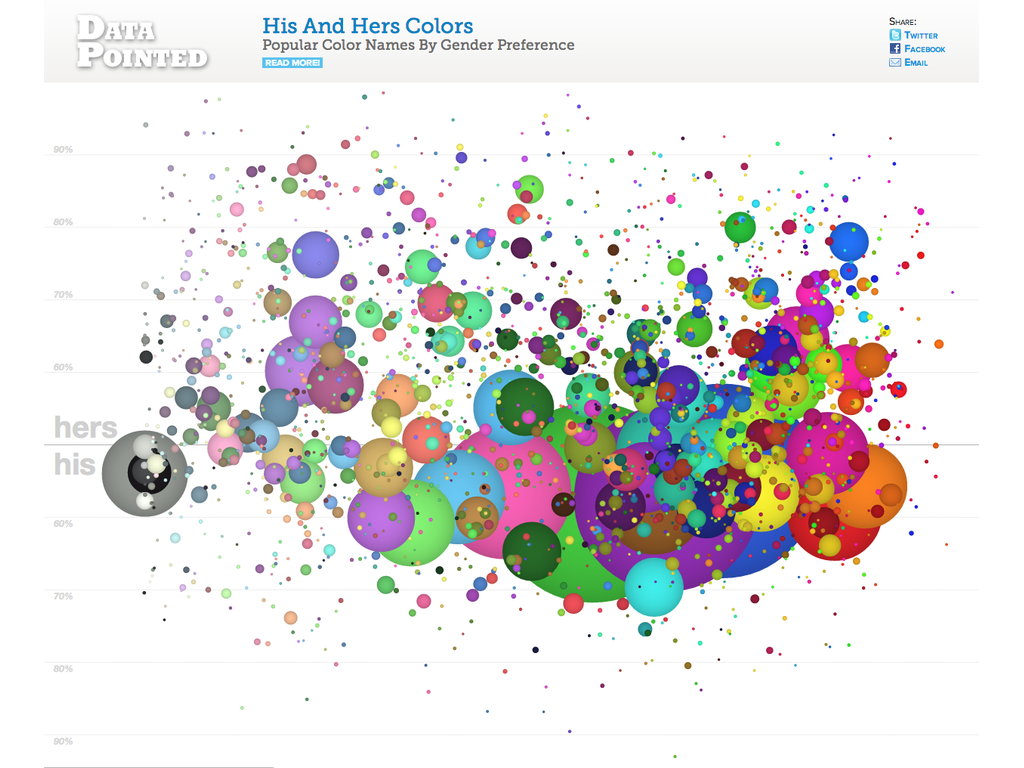 DATA
POINTED
His And Hers Colors
Popular Color Names By Gender Preference
READ MORE!
SHARE:
TWITTER
FACEBOOK
EMAIL
90%
80%
70%
60%
hers
his
60%
70%
80%
90%